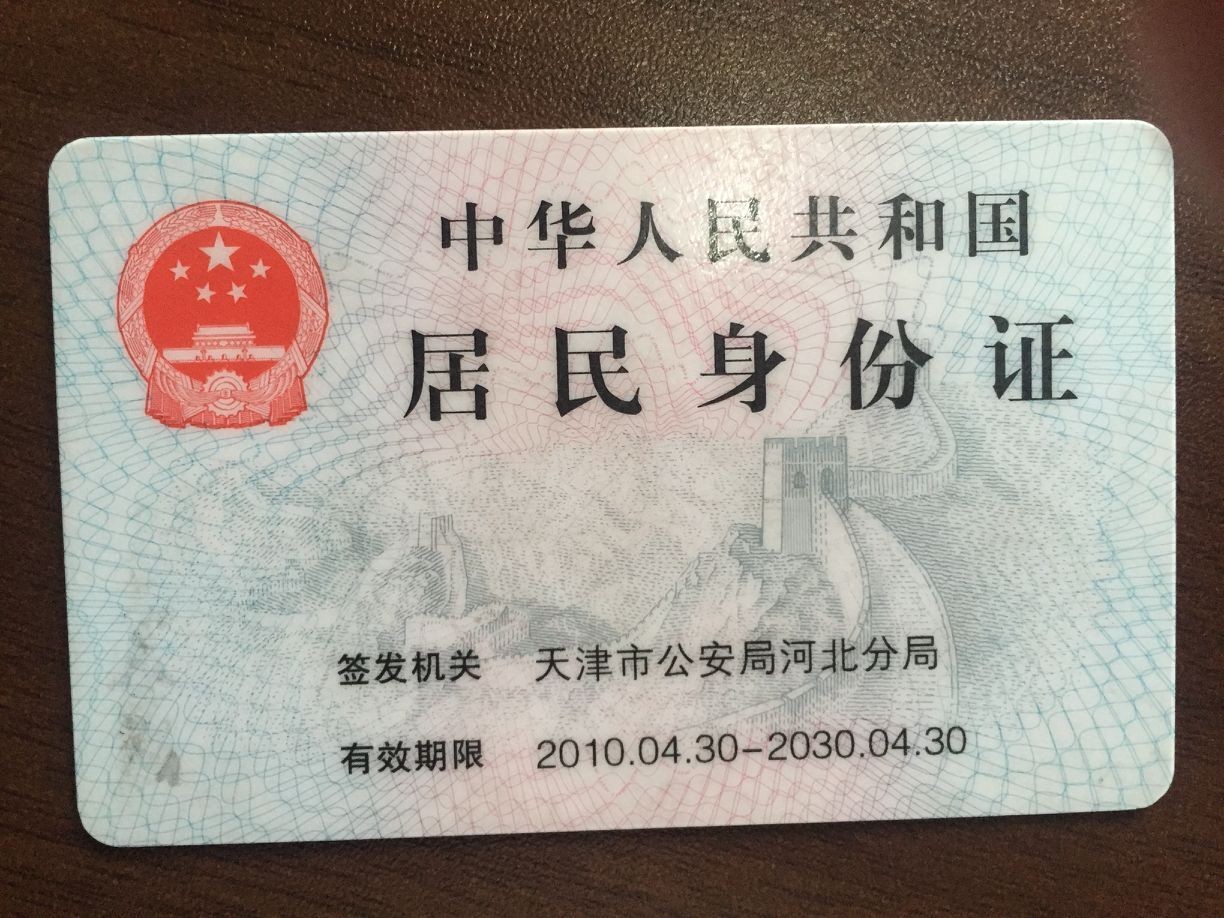 中华人民共和国
居民身份证
签发机关 天津市公安局河北分局
有效期限 2010.04.30-2030.04.30